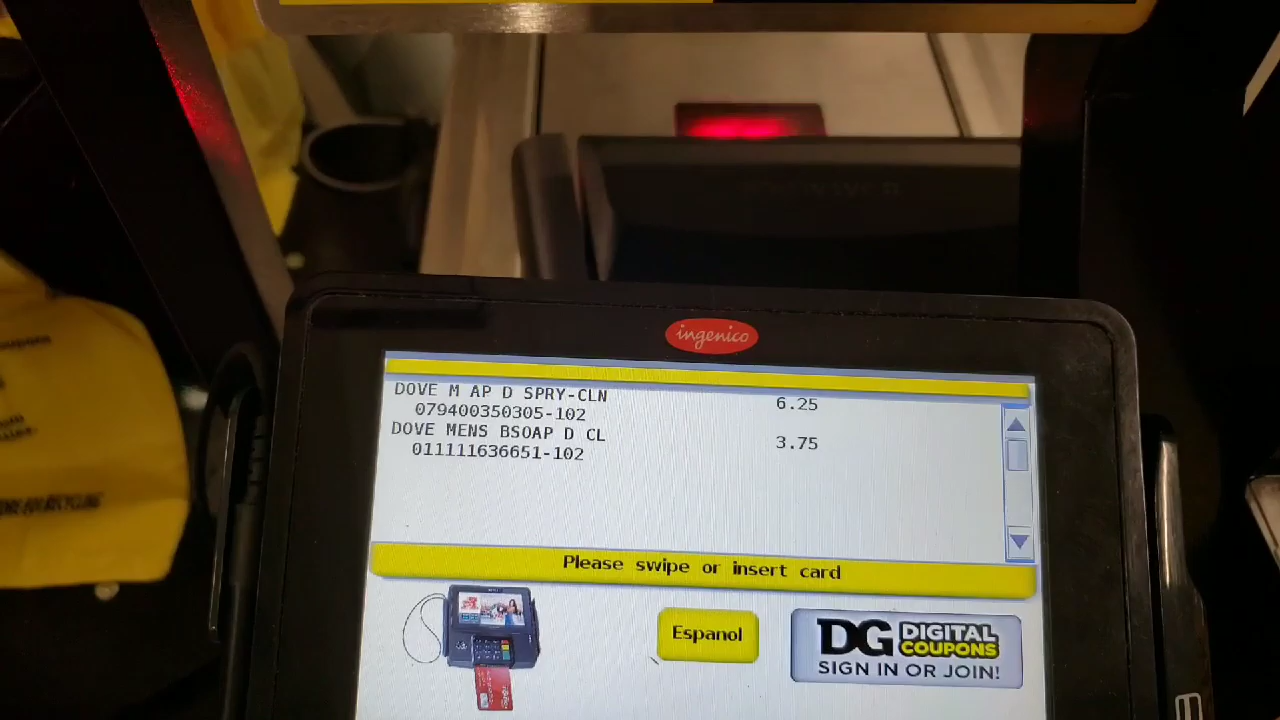 ingenico
DOVE M AP D SPRY-CLN 6.25
079400350305-102
DOVE MENS BSOAP D CL 3.75
011111636651-102
Please swipe or insert card
Espanol
DG DIGITAL
COUPONS
SIGN IN OR JOIN!